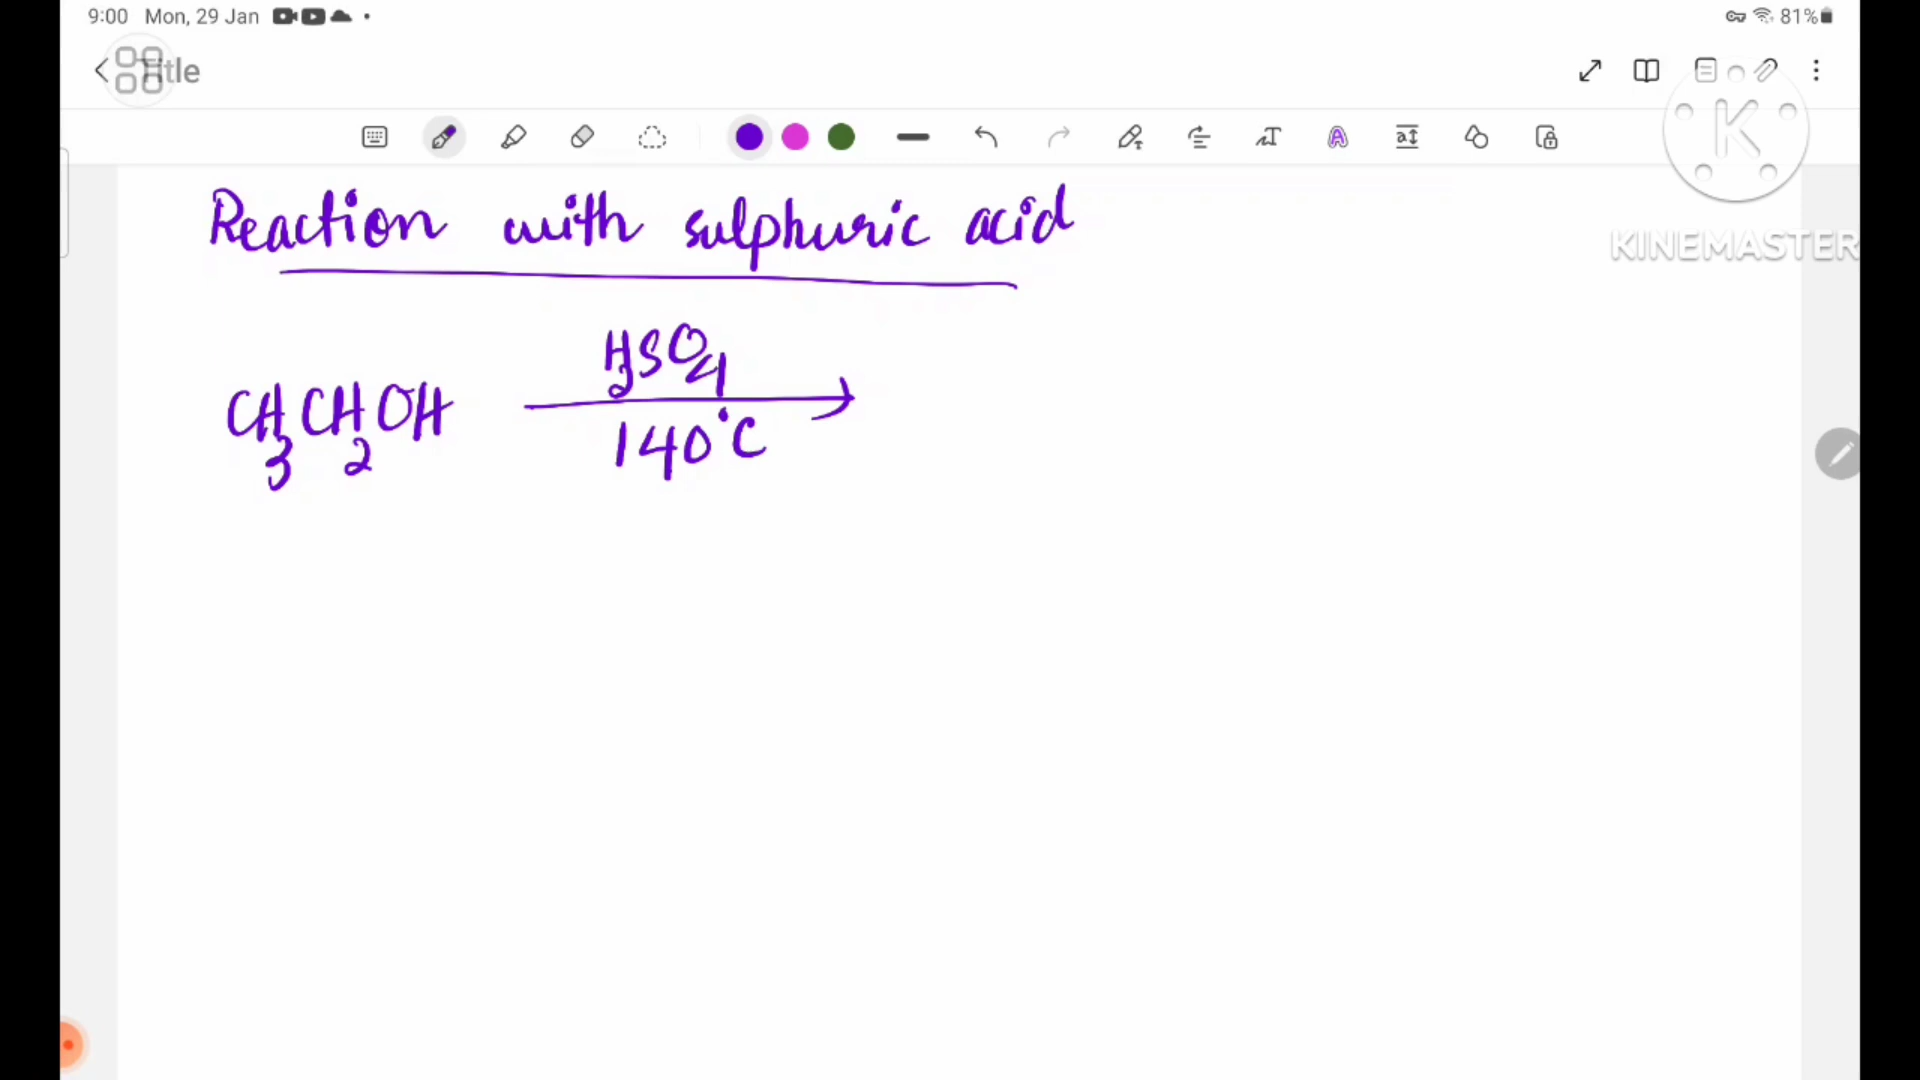 9:00 Mon, 29 Jan
81%
Title
K
KINEMASTER
Reaction with sulphuric acid
H₂SO₄
CH₃CH₂OH
140°C